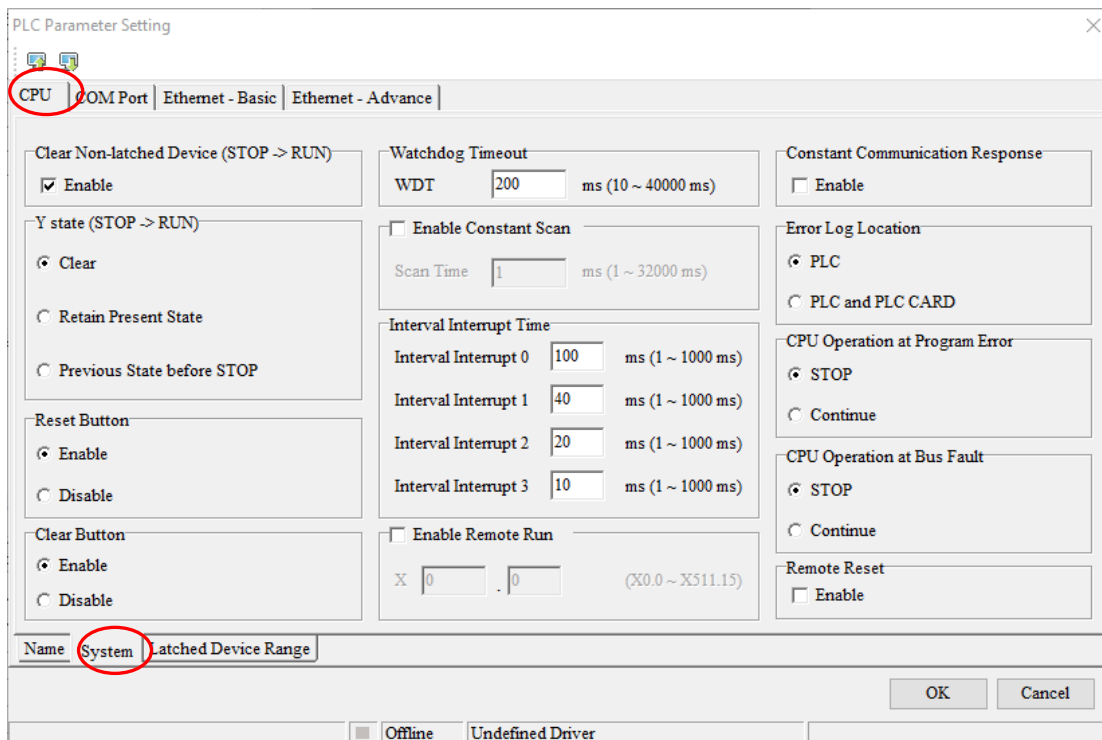 PLC Parameter Setting
CPU COM Port Ethernet - Basic Ethernet - Advance
Clear Non-latched Device (STOP -> RUN)
Enable
Y state (STOP -> RUN)
Clear
Retain Present State
Previous State before STOP
Reset Button
Enable
Disable
Clear Button
Enable
Disable
Watchdog Timeout
WDT 200 ms (10 ~ 40000 ms)
Enable Constant Scan
Scan Time 1 ms (1 ~ 32000 ms)
Interval Interrupt Time
Interval Interrupt 0 100 ms (1 ~ 1000 ms)
Interval Interrupt 1 40 ms (1 ~ 1000 ms)
Interval Interrupt 2 20 ms (1 ~ 1000 ms)
Interval Interrupt 3 10 ms (1 ~ 1000 ms)
Enable Remote Run
X 0 . 0 (X0.0 ~ X511.15)
Constant Communication Response
Enable
Error Log Location
PLC
PLC and PLC CARD
CPU Operation at Program Error
STOP
Continue
CPU Operation at Bus Fault
STOP
Continue
Remote Reset
Enable
Name System Latched Device Range
OK Cancel
Offline Undefined Driver